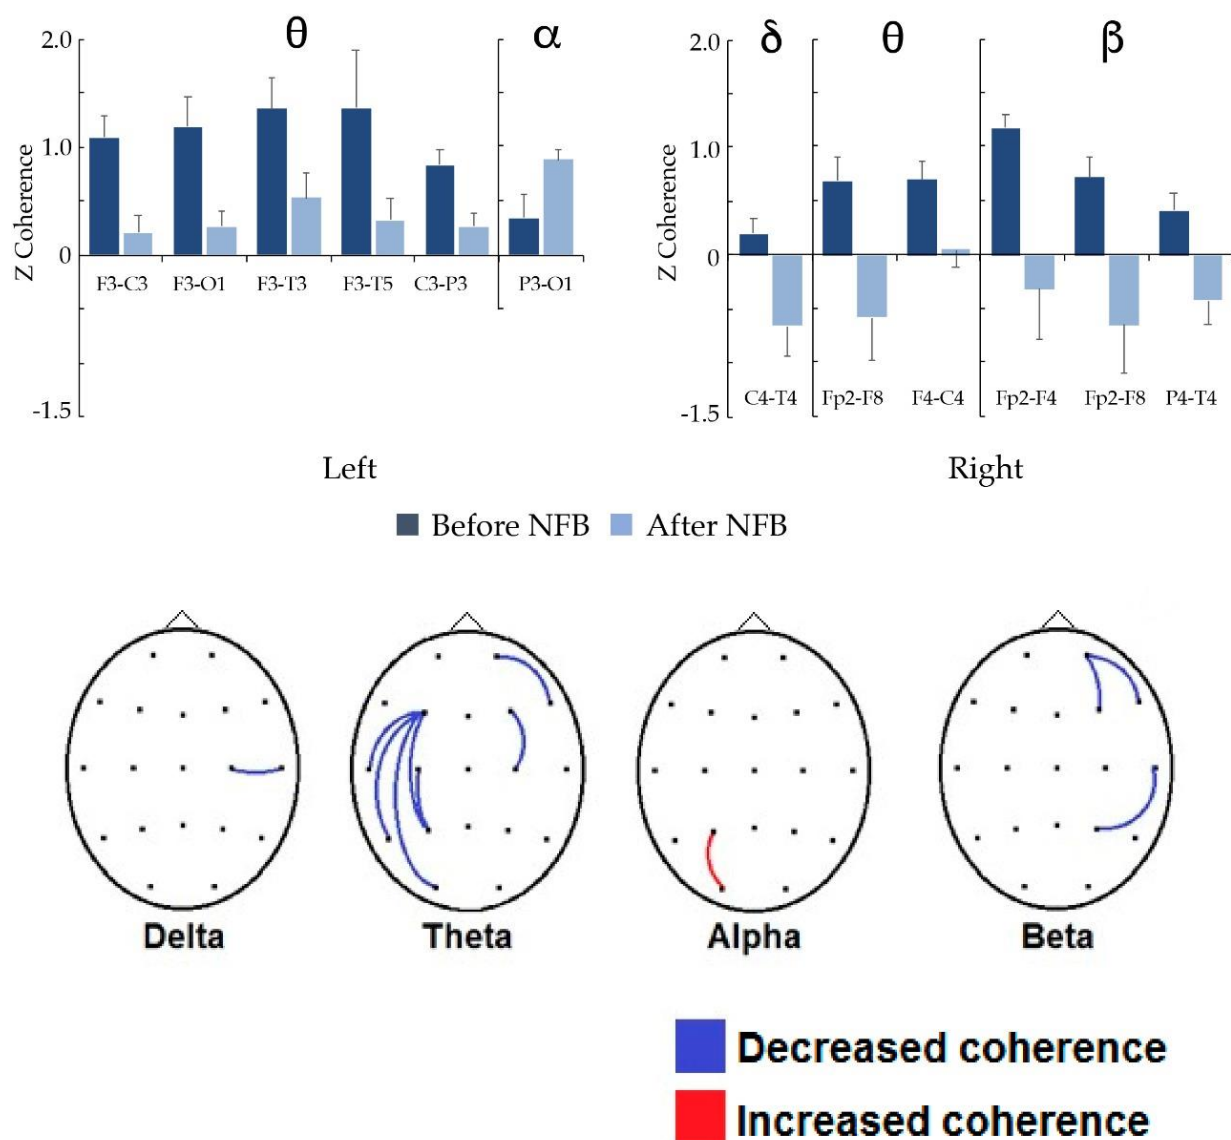 θ α
2.0
1.0
0
-1.5
Z Coherence
F3-C3 F3-O1 F3-T3 F3-T5 C3-P3 P3-O1
Left
δ θ β
2.0
1.0
0
-1.5
Z Coherence
C4-T4 Fp2-F8 F4-C4 Fp2-F4 Fp2-F8 P4-T4
Right
Before NFB After NFB
Delta Theta Alpha Beta
Decreased coherence
Increased coherence